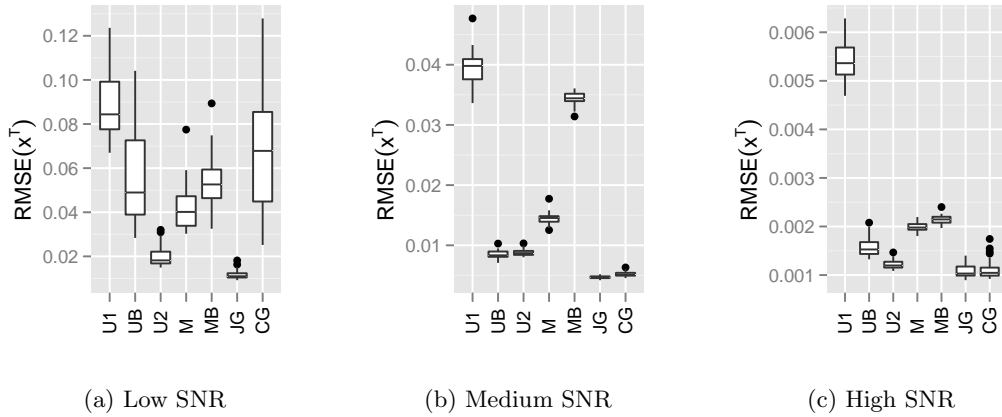 RMSE(x^T)
0.12
0.10
0.08
0.06
0.04
0.02
U1 UB U2 M MB JG CG
(a) Low SNR
RMSE(x^T)
0.04
0.03
0.02
0.01
U1 UB U2 M MB JG CG
(b) Medium SNR
RMSE(x^T)
0.006
0.005
0.004
0.003
0.002
0.001
U1 UB U2 M MB JG CG
(c) High SNR